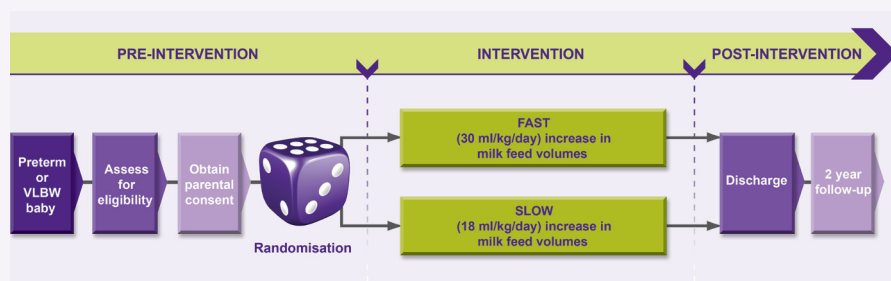 PRE-INTERVENTION
INTERVENTION
POST-INTERVENTION
Preterm
or
VLBW
baby
Assess
for
eligibility
Obtain
parental
consent
Randomisation
FAST
(30 ml/kg/day) increase in
milk feed volumes
SLOW
(18 ml/kg/day) increase in
milk feed volumes
Discharge
2 year
follow-up